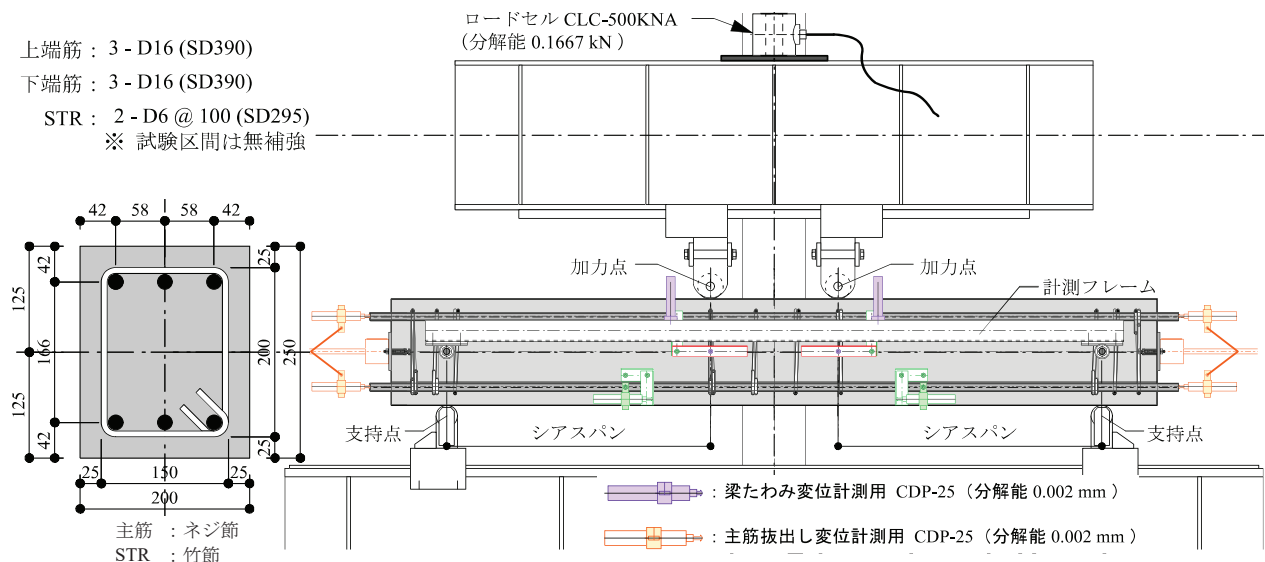 ロードセル CLC-500KNA
（分解能 0.1667 kN ）
上端筋 : 3 - D16 (SD390)
下端筋 : 3 - D16 (SD390)
STR : 2 - D6 @ 100 (SD295)
※ 試験区間は無補強
42 58 58 42
25
42
125
166
125
42
200
250
25
25 150 25
200
主筋 : ネジ節
STR : 竹節
加力点
加力点
計測フレーム
支持点
シアスパン
シアスパン
支持点
: 梁たわみ変位計測用 CDP-25（分解能 0.002 mm ）
: 主筋抜出し変位計測用 CDP-25（分解能 0.002 mm ）